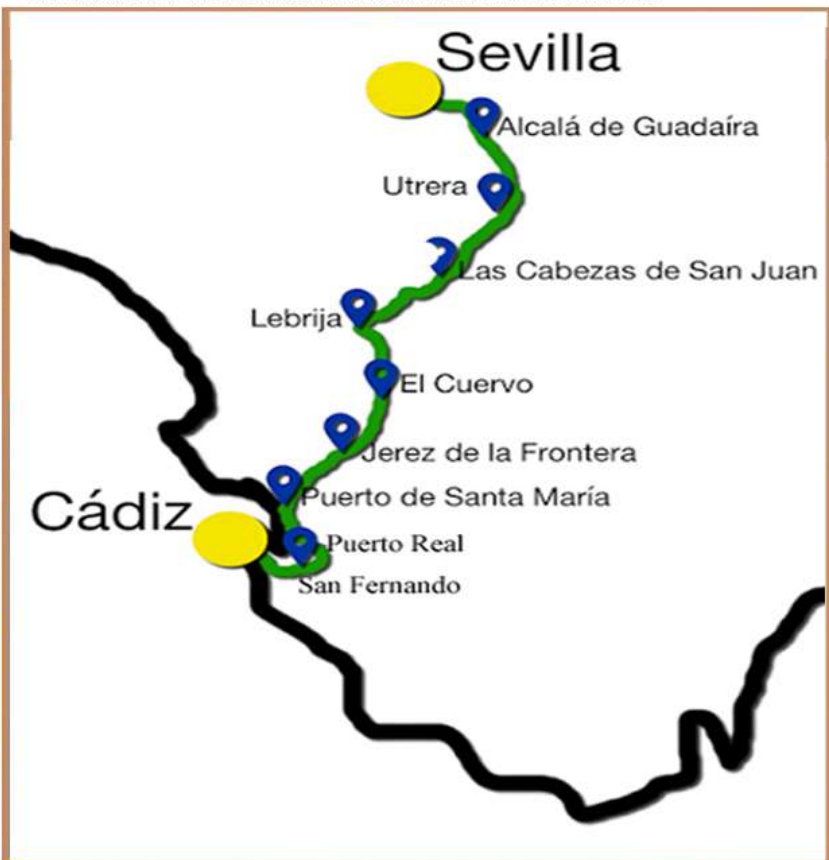 Sevilla
Alcalá de Guadaíra
Utrera
Las Cabezas de San Juan
Lebrija
El Cuervo
Jerez de la Frontera
Puerto de Santa María
Cádiz
Puerto Real
San Fernando